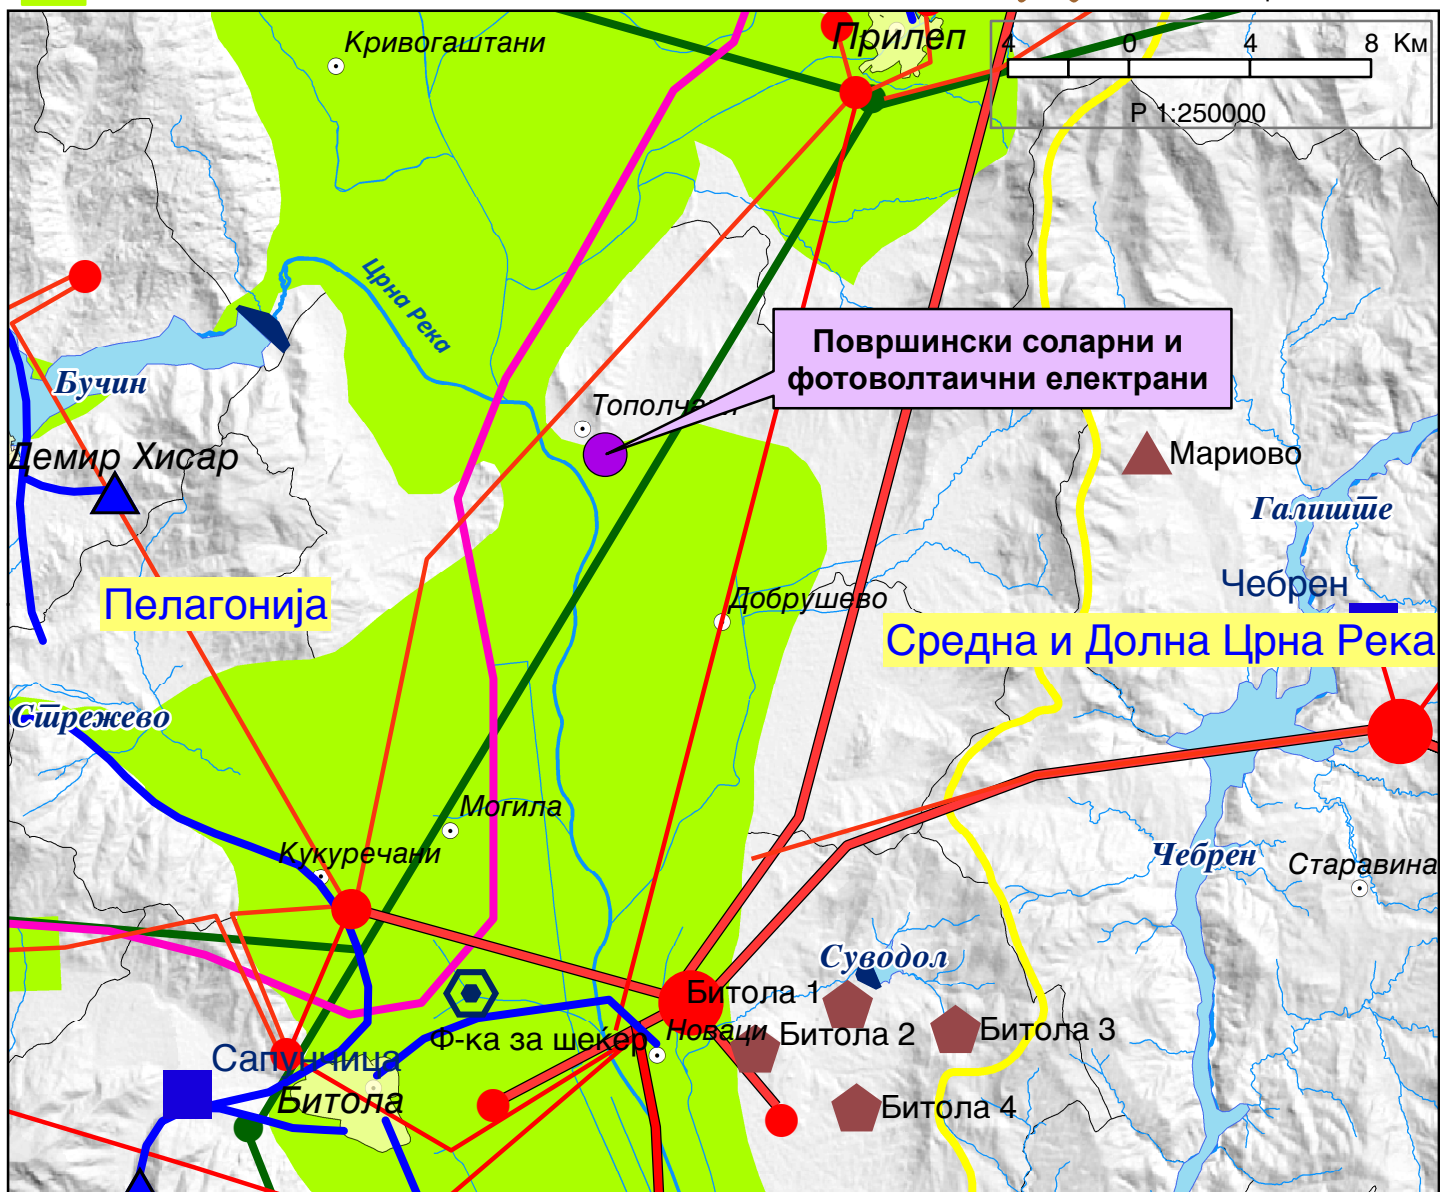 Кривогаштани
Прилеп
4 0 4 8 Км
Р 1:250000
Црна Река
Површински соларни и
фотоволтаични електрани
Бучин
Тополчани
Демир Хисар
Мариово
Галиште
Чебрен
Пелагонија
Добрушево
Средна и Долна Црна Река
Стрежево
Могила
Кукуречани
Чебрен
Старавина
Суводол
Битола 1
Ф-ка за шеќер
Новаци
Битола 2
Битола 3
Сапунчица
Битола
Битола 4